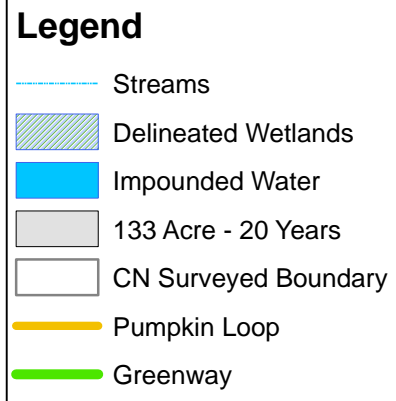 Legend
Streams
Delineated Wetlands
Impounded Water
133 Acre - 20 Years
CN Surveyed Boundary
Pumpkin Loop
Greenway